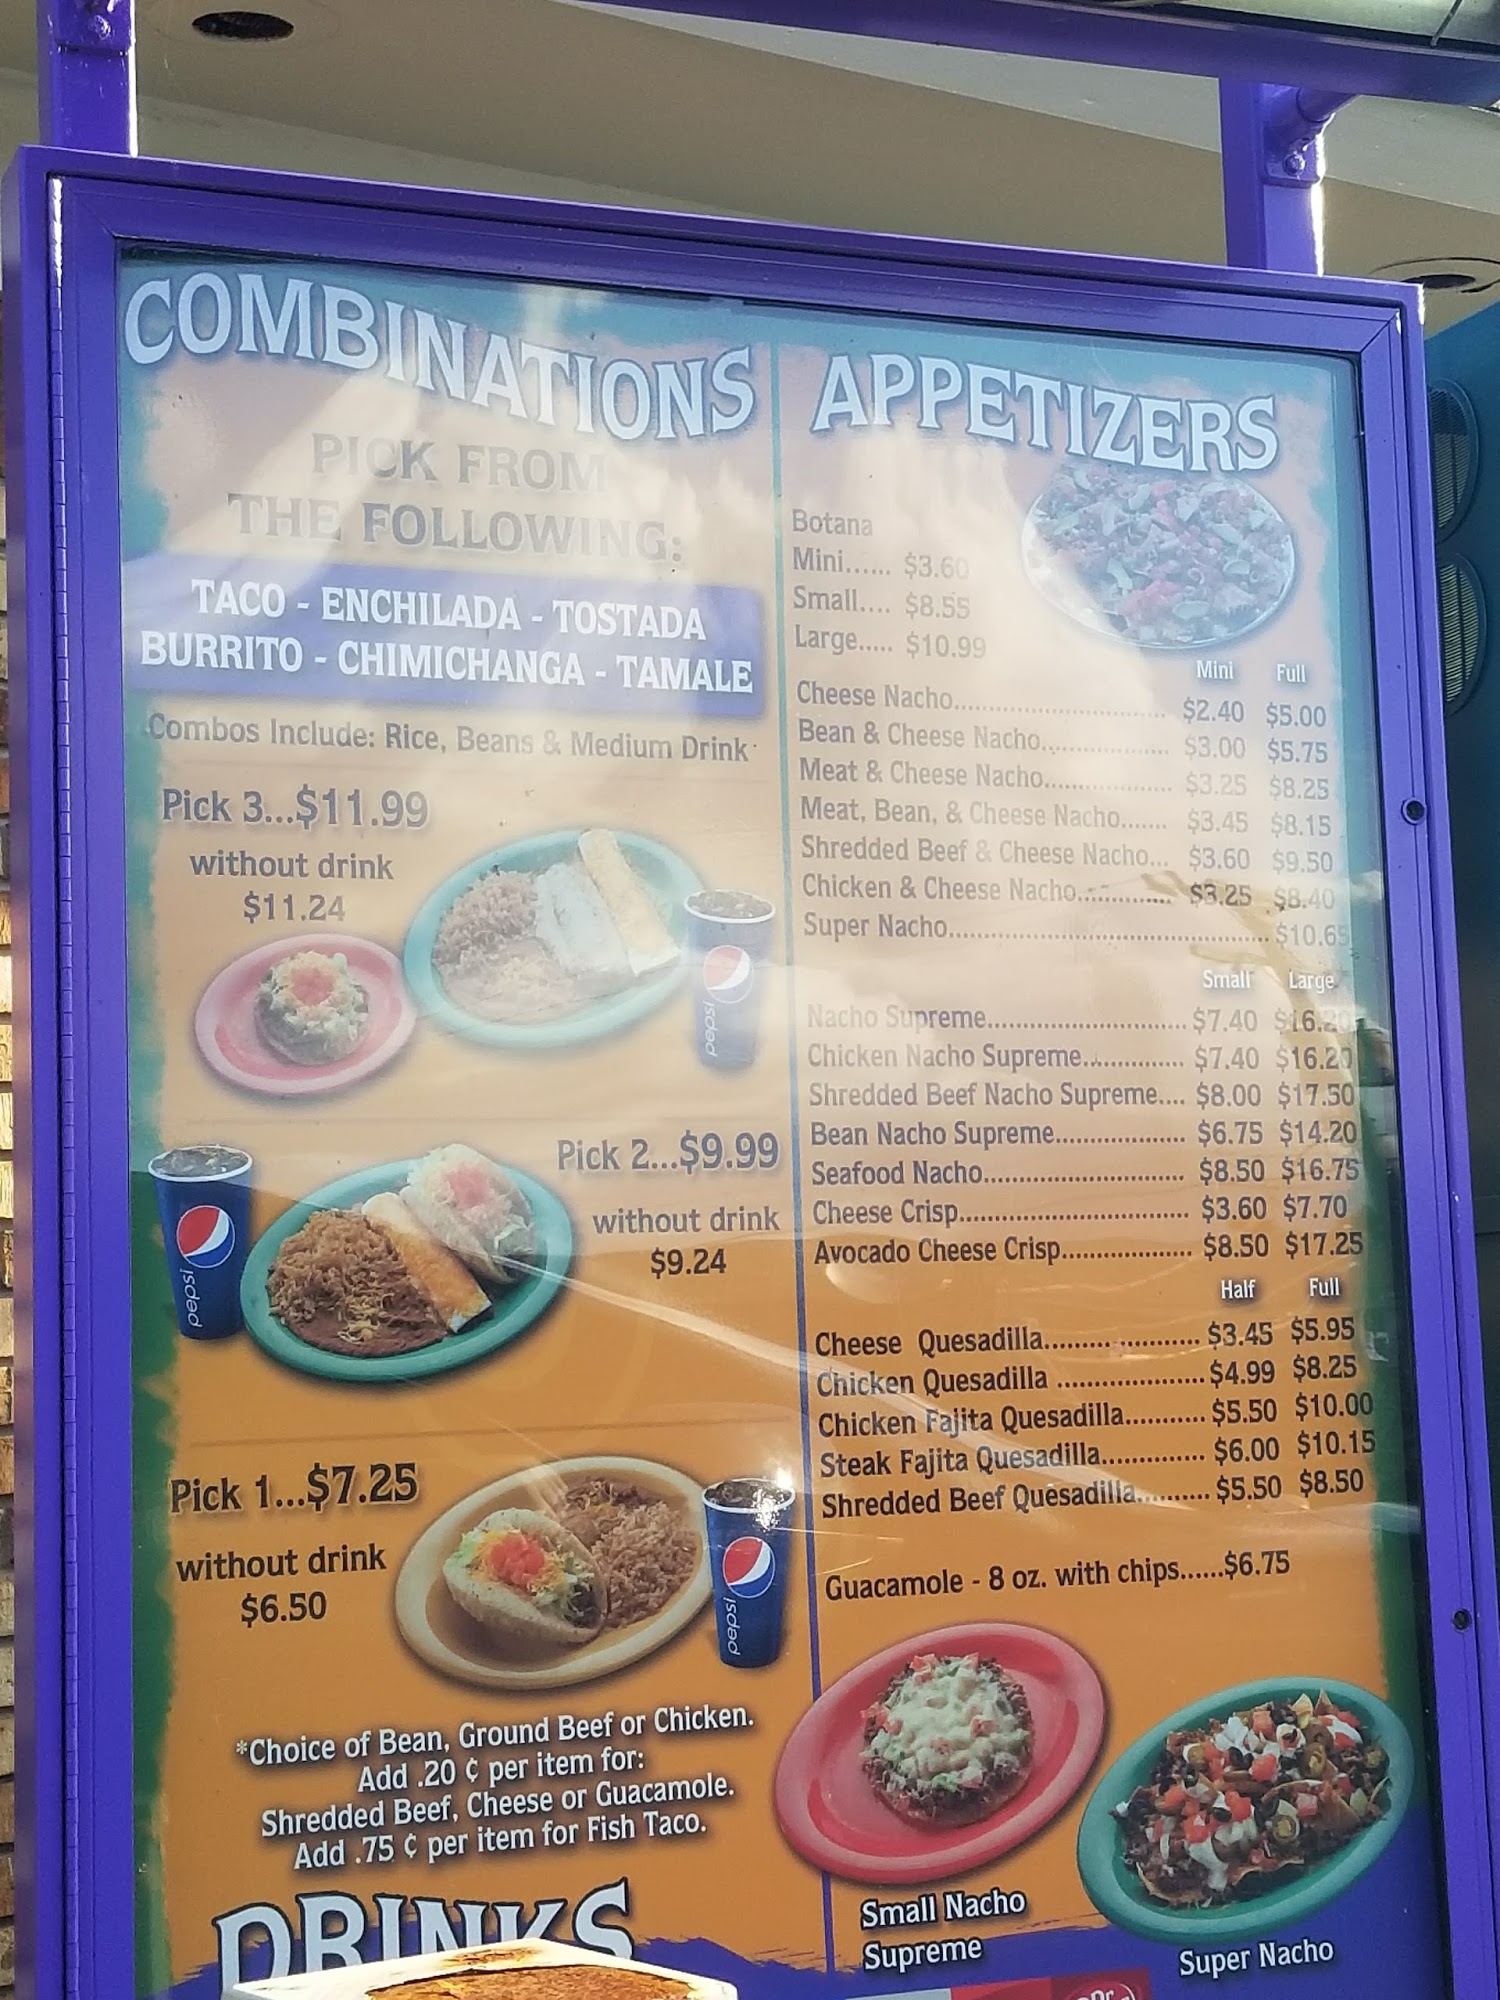 COMBINATIONS
PICK FROM
THE FOLLOWING:
TACO - ENCHILADA - TOSTADA
BURRITO - CHIMICHANGA - TAMALE
Combos Include: Rice, Beans & Medium Drink
Pick 3...$11.99
without drink
$11.24
pepsi
Pick 2...$9.99
without drink
$9.24
pepsi
Pick 1...$7.25
without drink
$6.50
pepsi
*Choice of Bean, Ground Beef or Chicken.
Add .20 ¢ per item for:
Shredded Beef, Cheese or Guacamole.
Add .75 ¢ per item for Fish Taco.
DRINKS
APPETIZERS
Botana
Mini...... $3.60
Small.... $8.55
Large..... $10.99
Mini Full
Cheese Nacho.............................. $2.40 $5.00
Bean & Cheese Nacho.................. $3.00 $5.75
Meat & Cheese Nacho.................. $3.25 $8.25
Meat, Bean, & Cheese Nacho....... $3.45 $8.15
Shredded Beef & Cheese Nacho... $3.60 $9.50
Chicken & Cheese Nacho............. $3.25 $8.40
Super Nacho............................................. $10.65
Small Large
Nacho Supreme............................ $7.40 $16.20
Chicken Nacho Supreme.............. $7.40 $16.20
Shredded Beef Nacho Supreme.... $8.00 $17.50
Bean Nacho Supreme................... $6.75 $14.20
Seafood Nacho............................. $8.50 $16.75
Cheese Crisp................................. $3.60 $7.70
Avocado Cheese Crisp................... $8.50 $17.25
Half Full
Cheese Quesadilla...................... $3.45 $5.95
Chicken Quesadilla .....................$4.99 $8.25
Chicken Fajita Quesadilla........... $5.50 $10.00
Steak Fajita Quesadilla.............. $6.00 $10.15
Shredded Beef Quesadilla.......... $5.50 $8.50
Guacamole - 8 oz. with chips......$6.75
Small Nacho
Supreme
Super Nacho
Dr